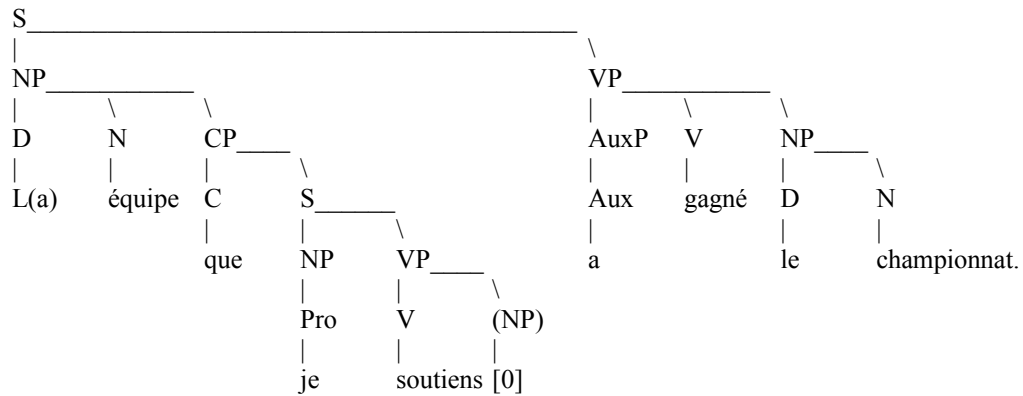 S
NP VP
D N CP AuxP V NP
L(a) équipe C S Aux gagné D N
que NP VP a le championnat.
Pro V (NP)
je soutiens [0]